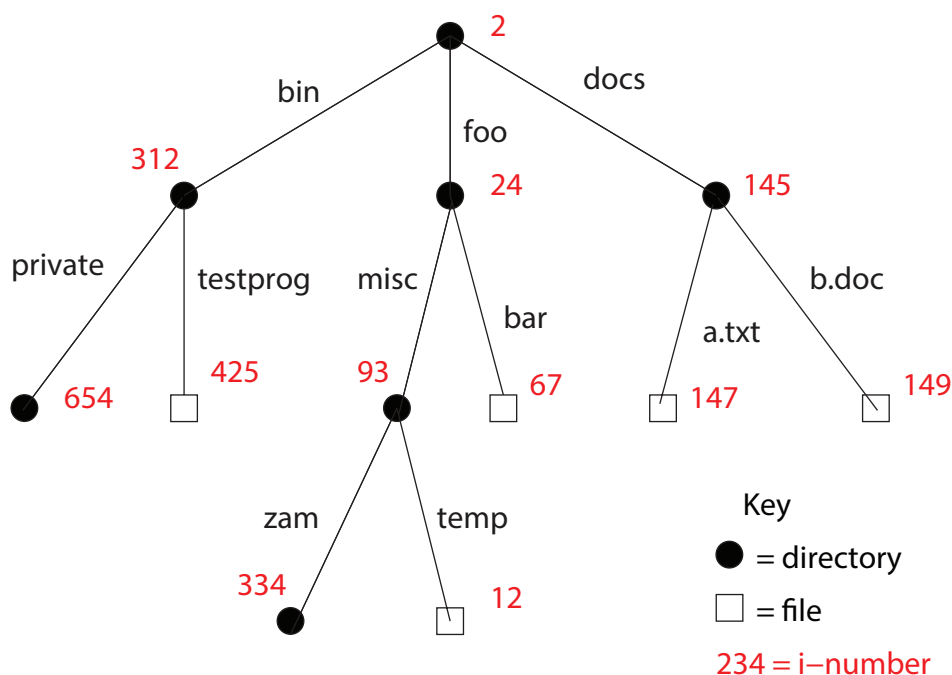 2
bin
docs
foo
312
24
145
private
testprog
misc
b.doc
bar
a.txt
654
425
93
67
147
149
zam
temp
334
12
Key
= directory
= file
234 = i−number